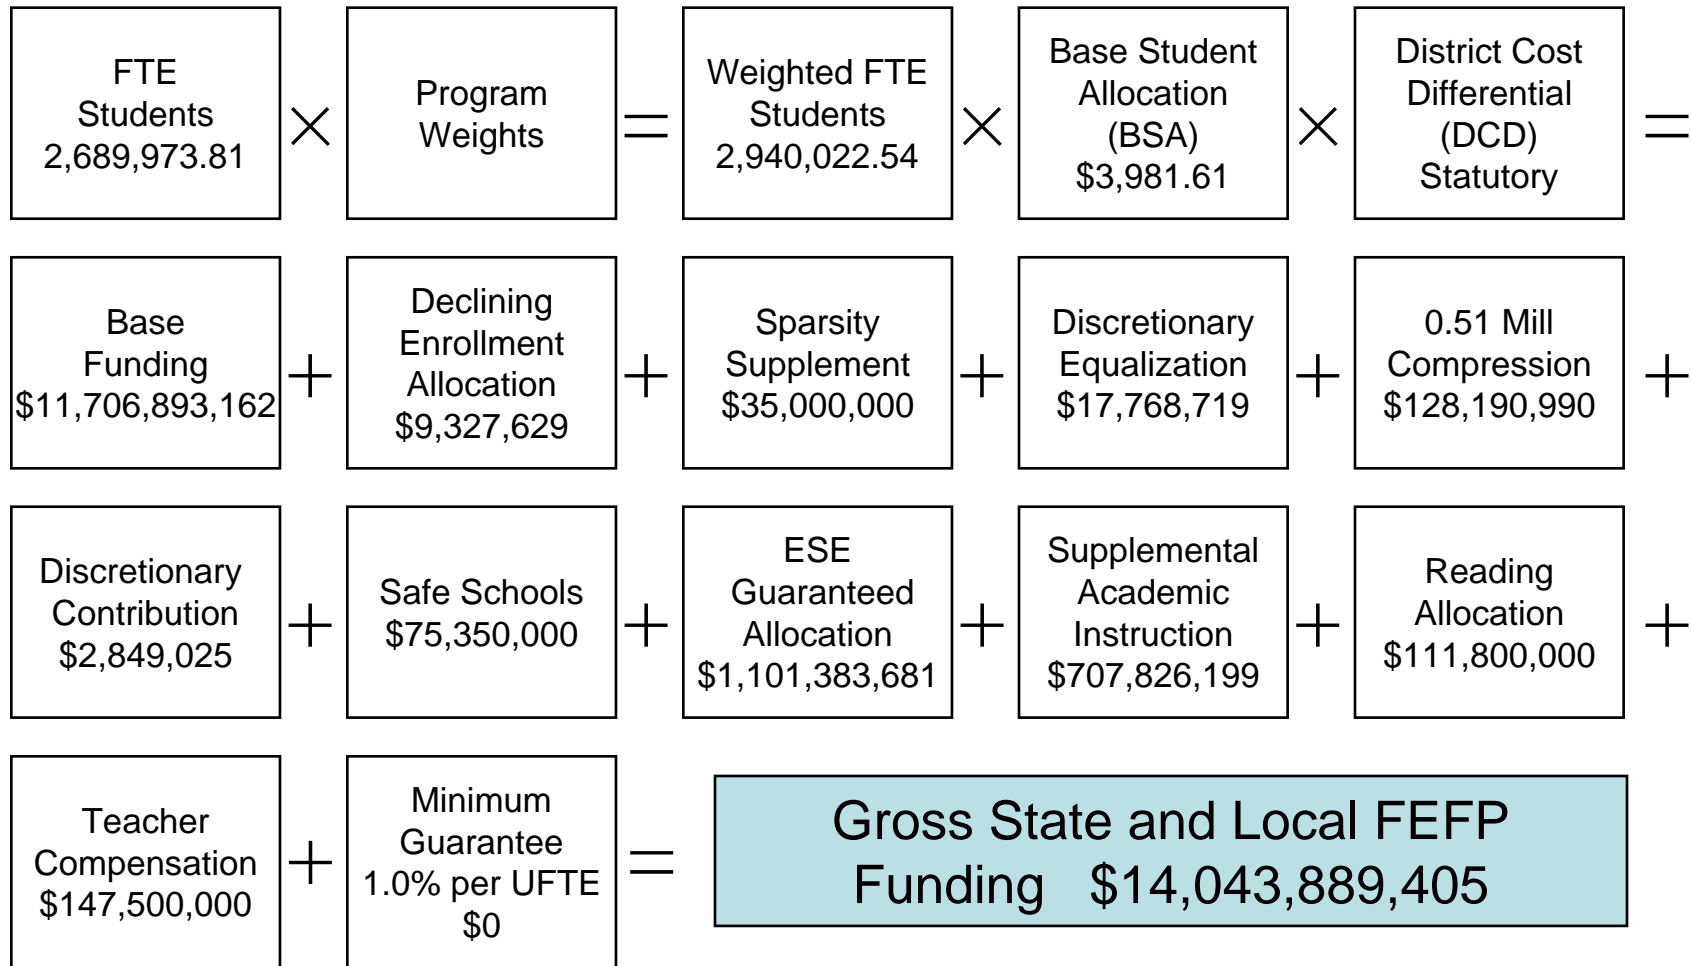 FTE
Students
2,689,973.81
×
Program
Weights
=
Weighted FTE
Students
2,940,022.54
×
Base Student
Allocation
(BSA)
$3,981.61
×
District Cost
Differential
(DCD)
Statutory
=
Base
Funding
$11,706,893,162
+
Declining
Enrollment
Allocation
$9,327,629
+
Sparsity
Supplement
$35,000,000
+
Discretionary
Equalization
$17,768,719
+
0.51 Mill
Compression
$128,190,990
+
Discretionary
Contribution
$2,849,025
+
Safe Schools
$75,350,000
+
ESE
Guaranteed
Allocation
$1,101,383,681
+
Supplemental
Academic
Instruction
$707,826,199
+
Reading
Allocation
$111,800,000
+
Teacher
Compensation
$147,500,000
+
Minimum
Guarantee
1.0% per UFTE
$0
=
Gross State and Local FEFP
Funding $14,043,889,405